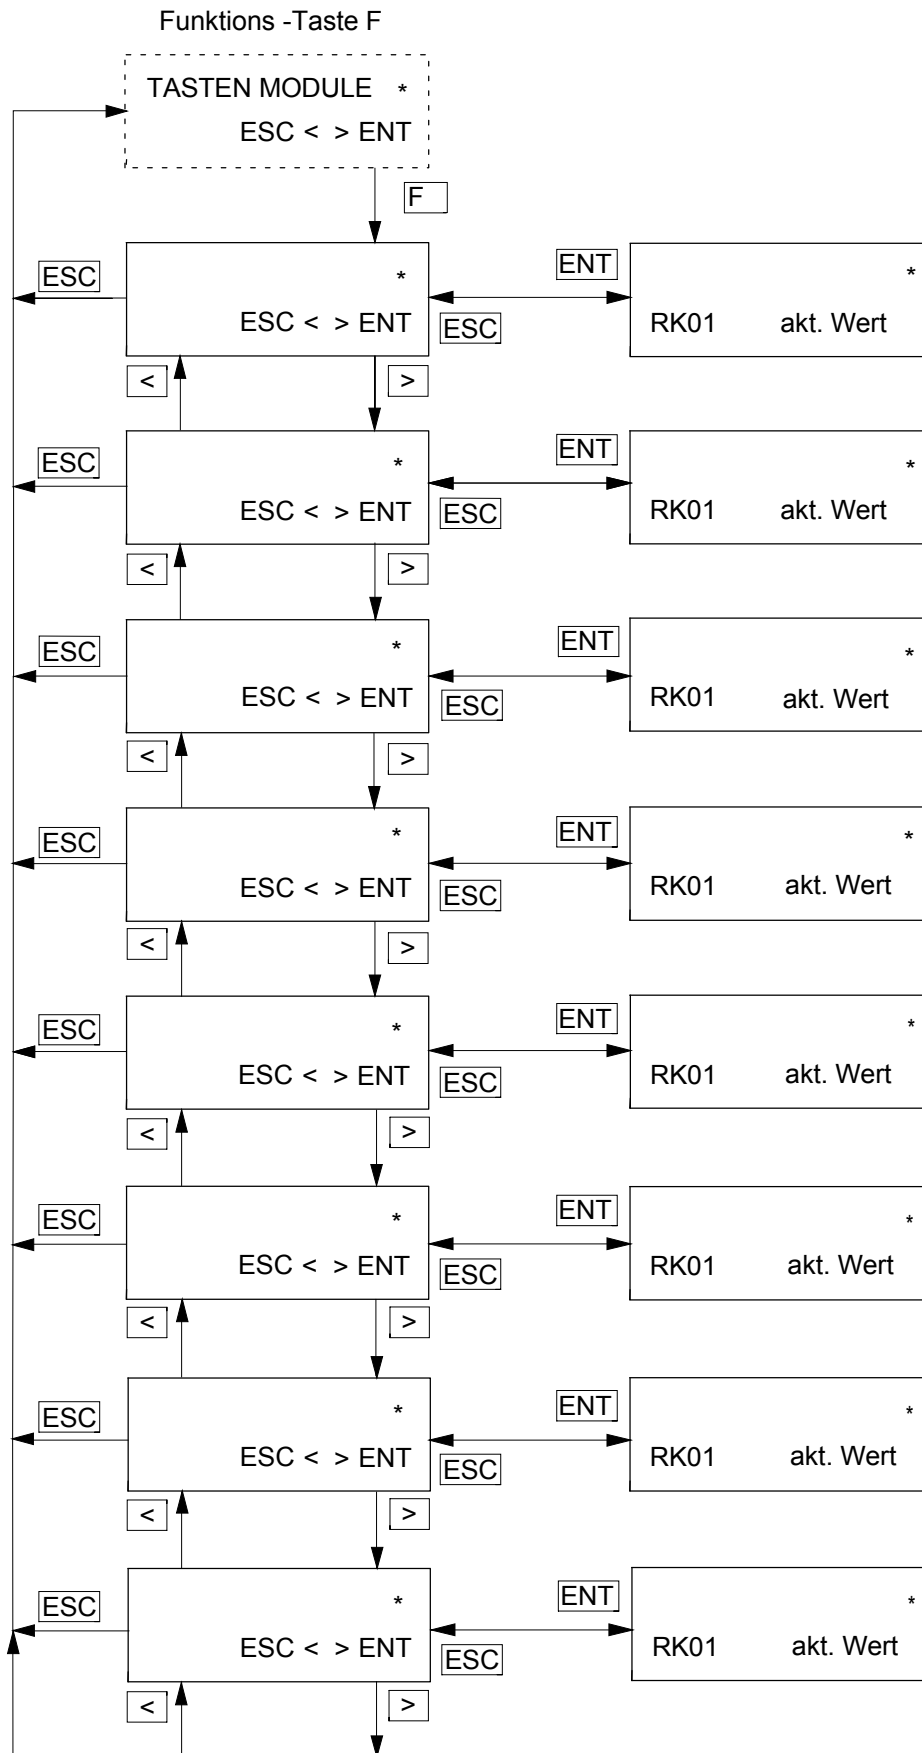 Funktions -Taste F
TASTEN MODULE *
ESC < > ENT
F
ESC * ENT *
ESC < > ENT ESC RK01 akt. Wert
< >
ESC * ENT *
ESC < > ENT ESC RK01 akt. Wert
< >
ESC * ENT *
ESC < > ENT ESC RK01 akt. Wert
< >
ESC * ENT *
ESC < > ENT ESC RK01 akt. Wert
< >
ESC * ENT *
ESC < > ENT ESC RK01 akt. Wert
< >
ESC * ENT *
ESC < > ENT ESC RK01 akt. Wert
< >
ESC * ENT *
ESC < > ENT ESC RK01 akt. Wert
< >
ESC * ENT *
ESC < > ENT ESC RK01 akt. Wert
< >